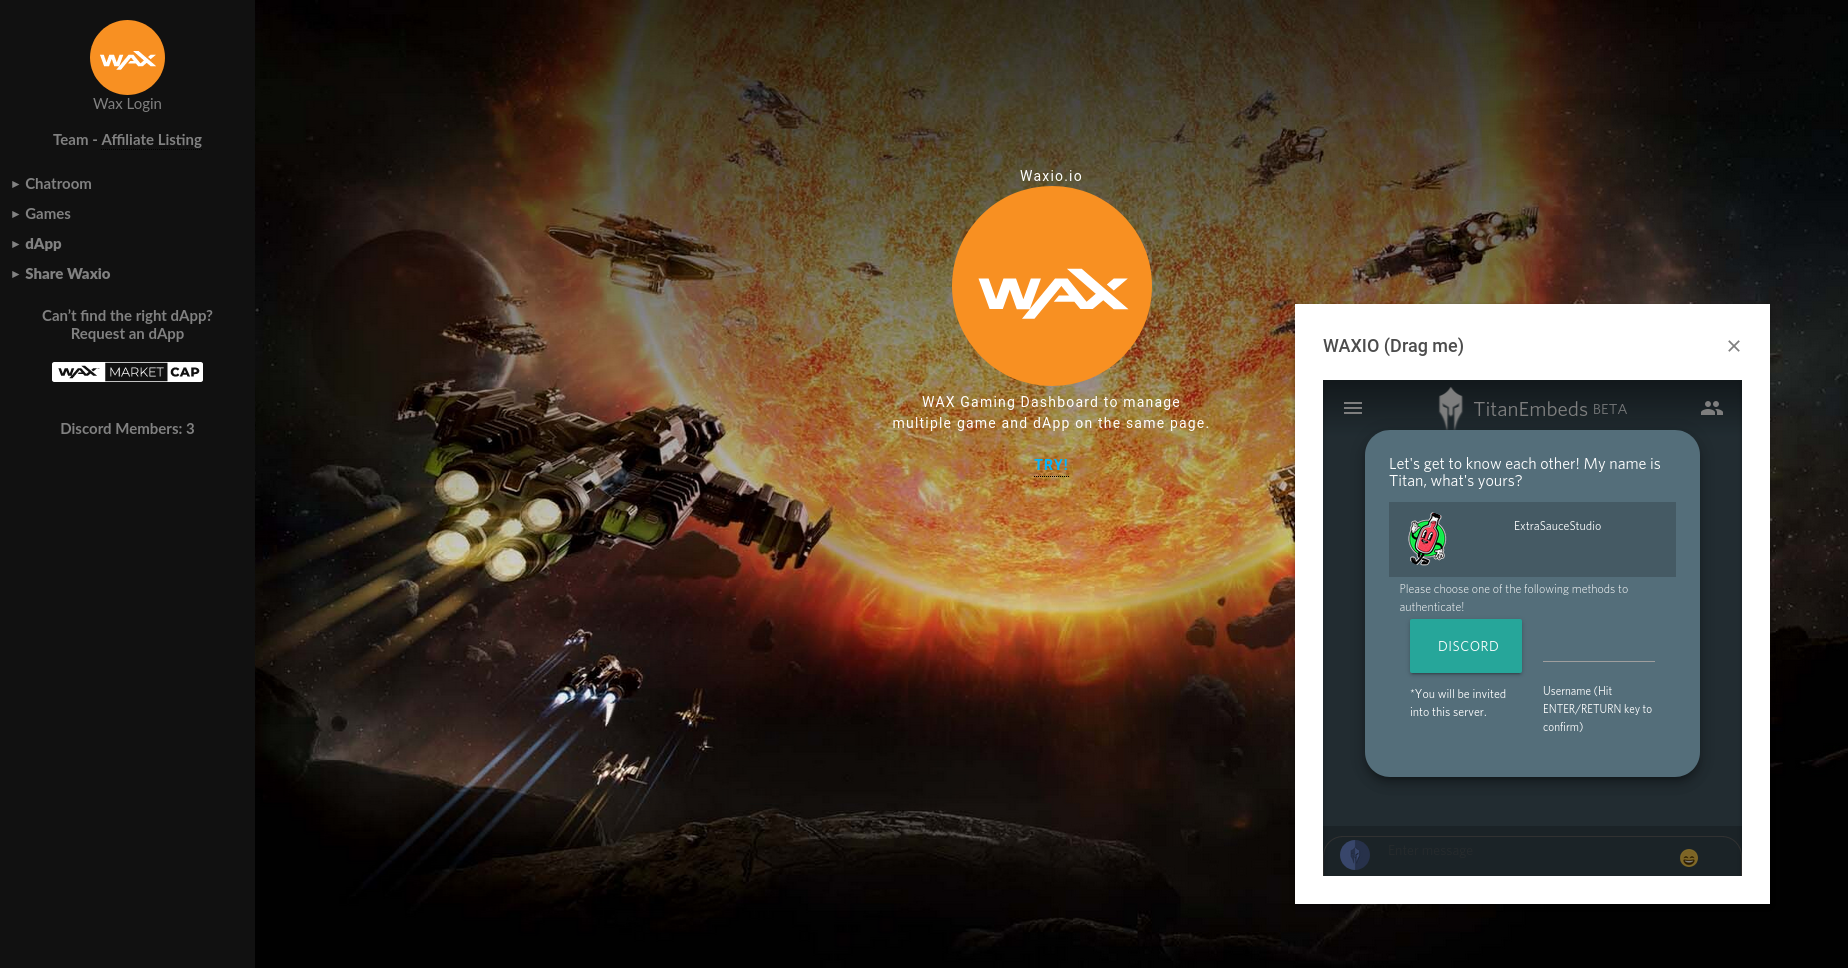 WAX
Wax Login
Team - Affiliate Listing
▸ Chatroom
▸ Games
▸ dApp
▸ Share Waxio
Can't find the right dApp?
Request an dApp
WAX MARKET CAP
Discord Members: 3
Waxio.io
WAX
WAX Gaming Dashboard to manage
multiple game and dApp on the same page.
TRY!
WAXIO (Drag me)
TitanEmbeds BETA
Let's get to know each other! My name is
Titan, what's yours?
ExtraSauceStudio
Please choose one of the following methods to
authenticate!
DISCORD
*You will be invited
into this server.
Username (Hit
ENTER/RETURN key to
confirm)
Enter message